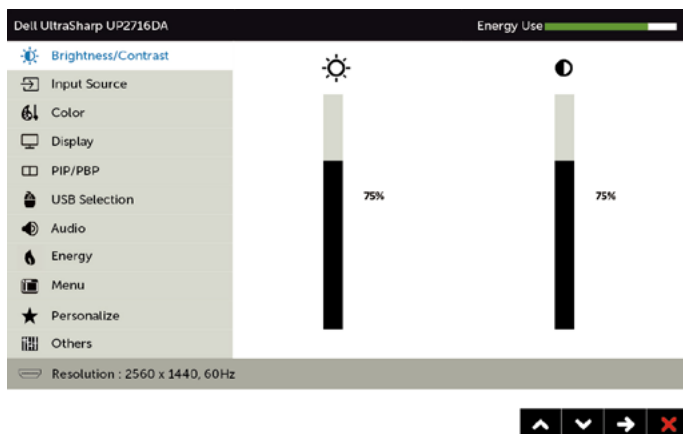 Dell UltraSharp UP2716DA
Energy Use
Brightness/Contrast
Input Source
Color
Display
PIP/PBP
USB Selection
Audio
Energy
Menu
Personalize
Others
75%
75%
Resolution : 2560 x 1440, 60Hz